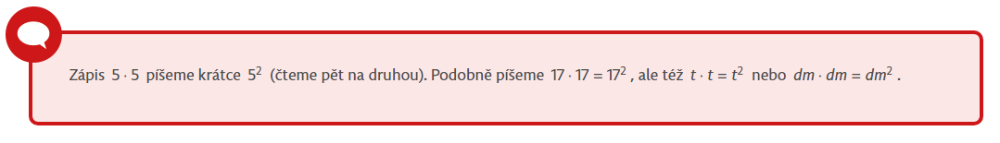 Zápis 5 · 5 píšeme krátce 5² (čteme pět na druhou). Podobně píšeme 17 · 17 = 17² , ale též t · t = t² nebo dm · dm = dm² .